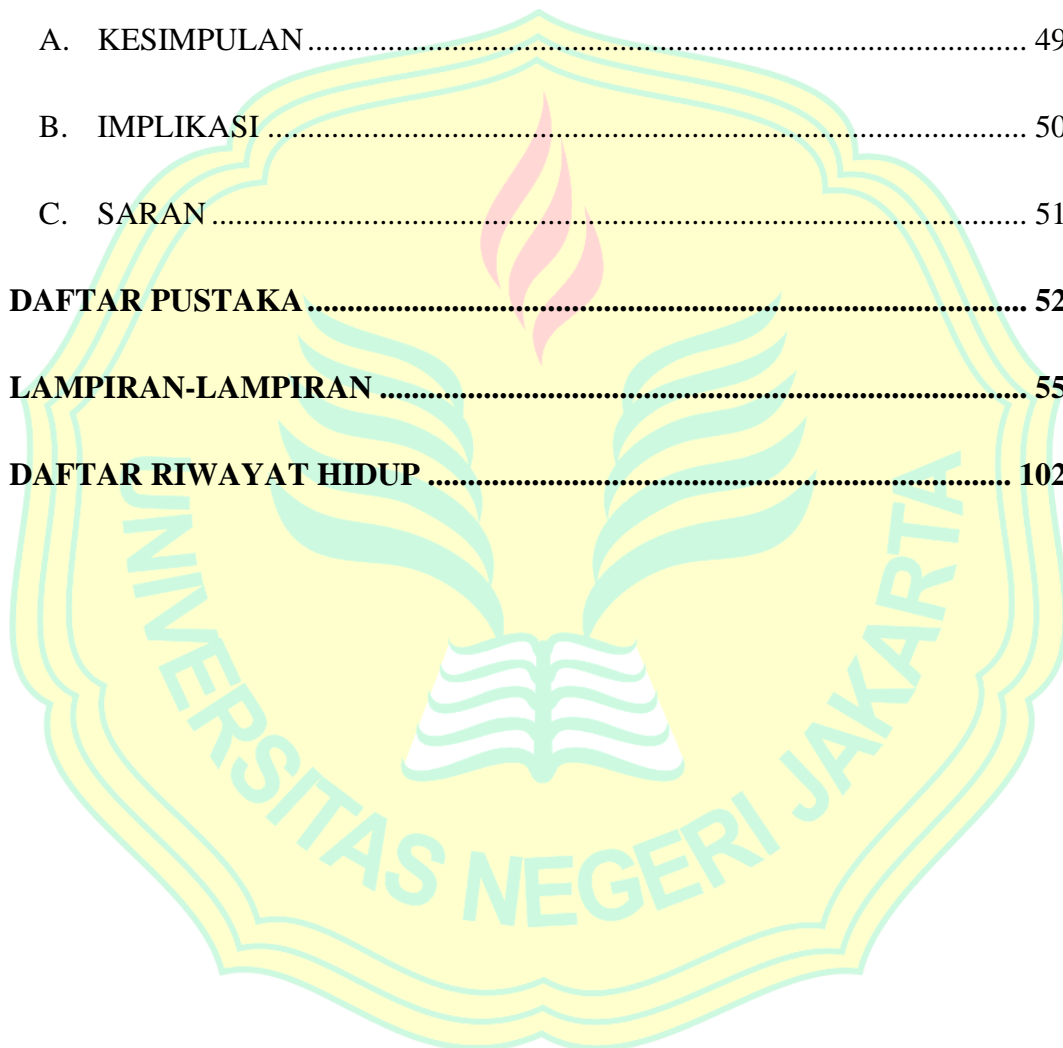 A. KESIMPULAN........................................................................................ 49
B. IMPLIKASI ............................................................................................. 50
C. SARAN.................................................................................................... 51
DAFTAR PUSTAKA ........................................................................................ 52
LAMPIRAN-LAMPIRAN ............................................................................... 55
DAFTAR RIWAYAT HIDUP ....................................................................... 102
UNIVERSITAS NEGERI JAKARTA